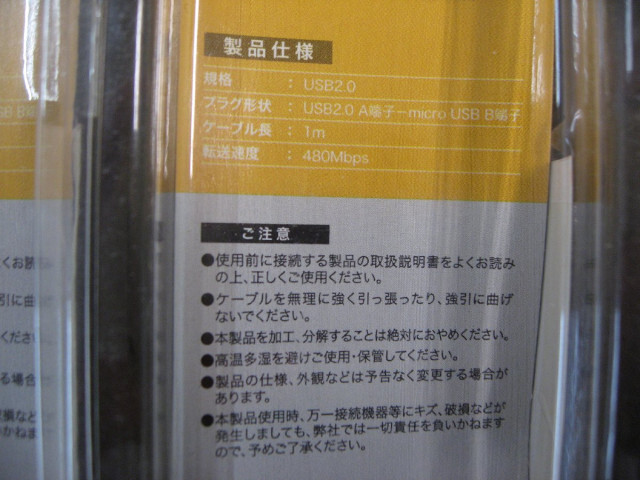 製品仕様
規格 ： USB2.0
プラグ形状 ： USB2.0 A端子－micro USB B端子
ケーブル長 ： 1m
転送速度 ： 480Mbps
ご注意
●使用前に接続する製品の取扱説明書をよくお読み
の上、正しくご使用ください。
●ケーブルを無理に強く引っ張ったり、強引に曲げ
ないでください。
●本製品を加工、分解することは絶対におやめください。
●高温多湿を避けご使用・保管してください。
●製品の仕様、外観などは予告なく変更する場合が
あります。
●本製品使用時、万一接続機器等にキズ、破損などが
発生しましても、弊社では一切責任を負いかねます
ので、予めご了承ください。